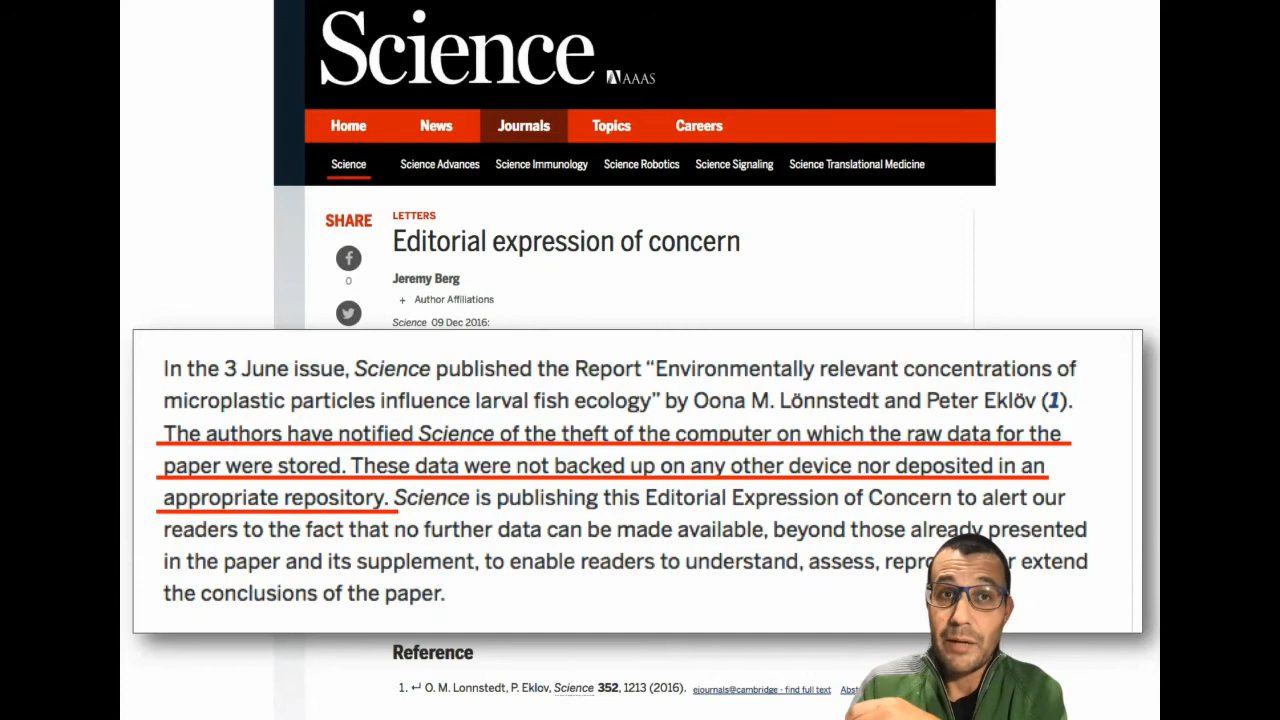 Science
AAAS
Home News Journals Topics Careers
Science Science Advances Science Immunology Science Robotics Science Signaling Science Translational Medicine
SHARE
0
LETTERS
Editorial expression of concern
Jeremy Berg
+ Author Affiliations
Science 09 Dec 2016:
In the 3 June issue, Science published the Report “Environmentally relevant concentrations of
microplastic particles influence larval fish ecology” by Oona M. Lönnstedt and Peter Eklöv (1).
The authors have notified Science of the theft of the computer on which the raw data for the
paper were stored. These data were not backed up on any other device nor deposited in an
appropriate repository. Science is publishing this Editorial Expression of Concern to alert our
readers to the fact that no further data can be made available, beyond those already presented
in the paper and its supplement, to enable readers to understand, assess, extend
the conclusions of the paper.
Reference
1. ↵ O. M. Lonnstedt, P. Eklov, Science 352, 1213 (2016). ejournals@cambridge - find full text